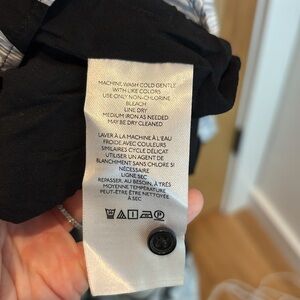 MACHINE WASH COLD GENTLE
WITH LIKE COLORS
USE ONLY NON-CHLORINE
BLEACH
LINE DRY
MEDIUM IRON AS NEEDED
MAY BE DRY CLEANED
LAVER À LA MACHINE À L'EAU
FROIDE AVEC COULEURS
SIMILAIRES CYCLE DÉLICAT
UTILISER UN AGENT DE
BLANCHIMENT SANS CHLORE SI
NÉCESSAIRE
LIGNE SEC
REPASSER, AU BESOIN, À TRÈS
MOYENNE TEMPÉRATURE
PEUT-ÊTRE ÊTRE NETTOYÉE
À SEC